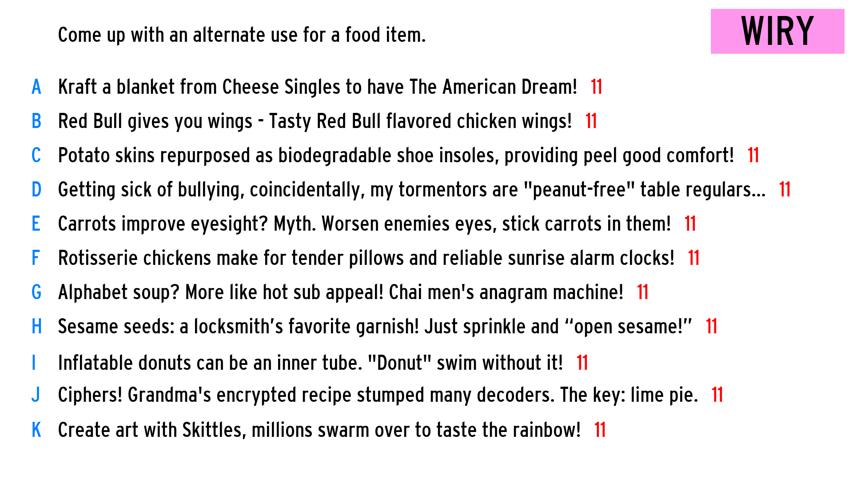 Come up with an alternate use for a food item.
WIRY
A Kraft a blanket from Cheese Singles to have The American Dream! 11
B Red Bull gives you wings - Tasty Red Bull flavored chicken wings! 11
C Potato skins repurposed as biodegradable shoe insoles, providing peel good comfort! 11
D Getting sick of bullying, coincidentally, my tormentors are "peanut-free" table regulars... 11
E Carrots improve eyesight? Myth. Worsen enemies eyes, stick carrots in them! 11
F Rotisserie chickens make for tender pillows and reliable sunrise alarm clocks! 11
G Alphabet soup? More like hot sub appeal! Chai men's anagram machine! 11
H Sesame seeds: a locksmith’s favorite garnish! Just sprinkle and “open sesame!” 11
I Inflatable donuts can be an inner tube. "Donut" swim without it! 11
J Ciphers! Grandma's encrypted recipe stumped many decoders. The key: lime pie. 11
K Create art with Skittles, millions swarm over to taste the rainbow! 11